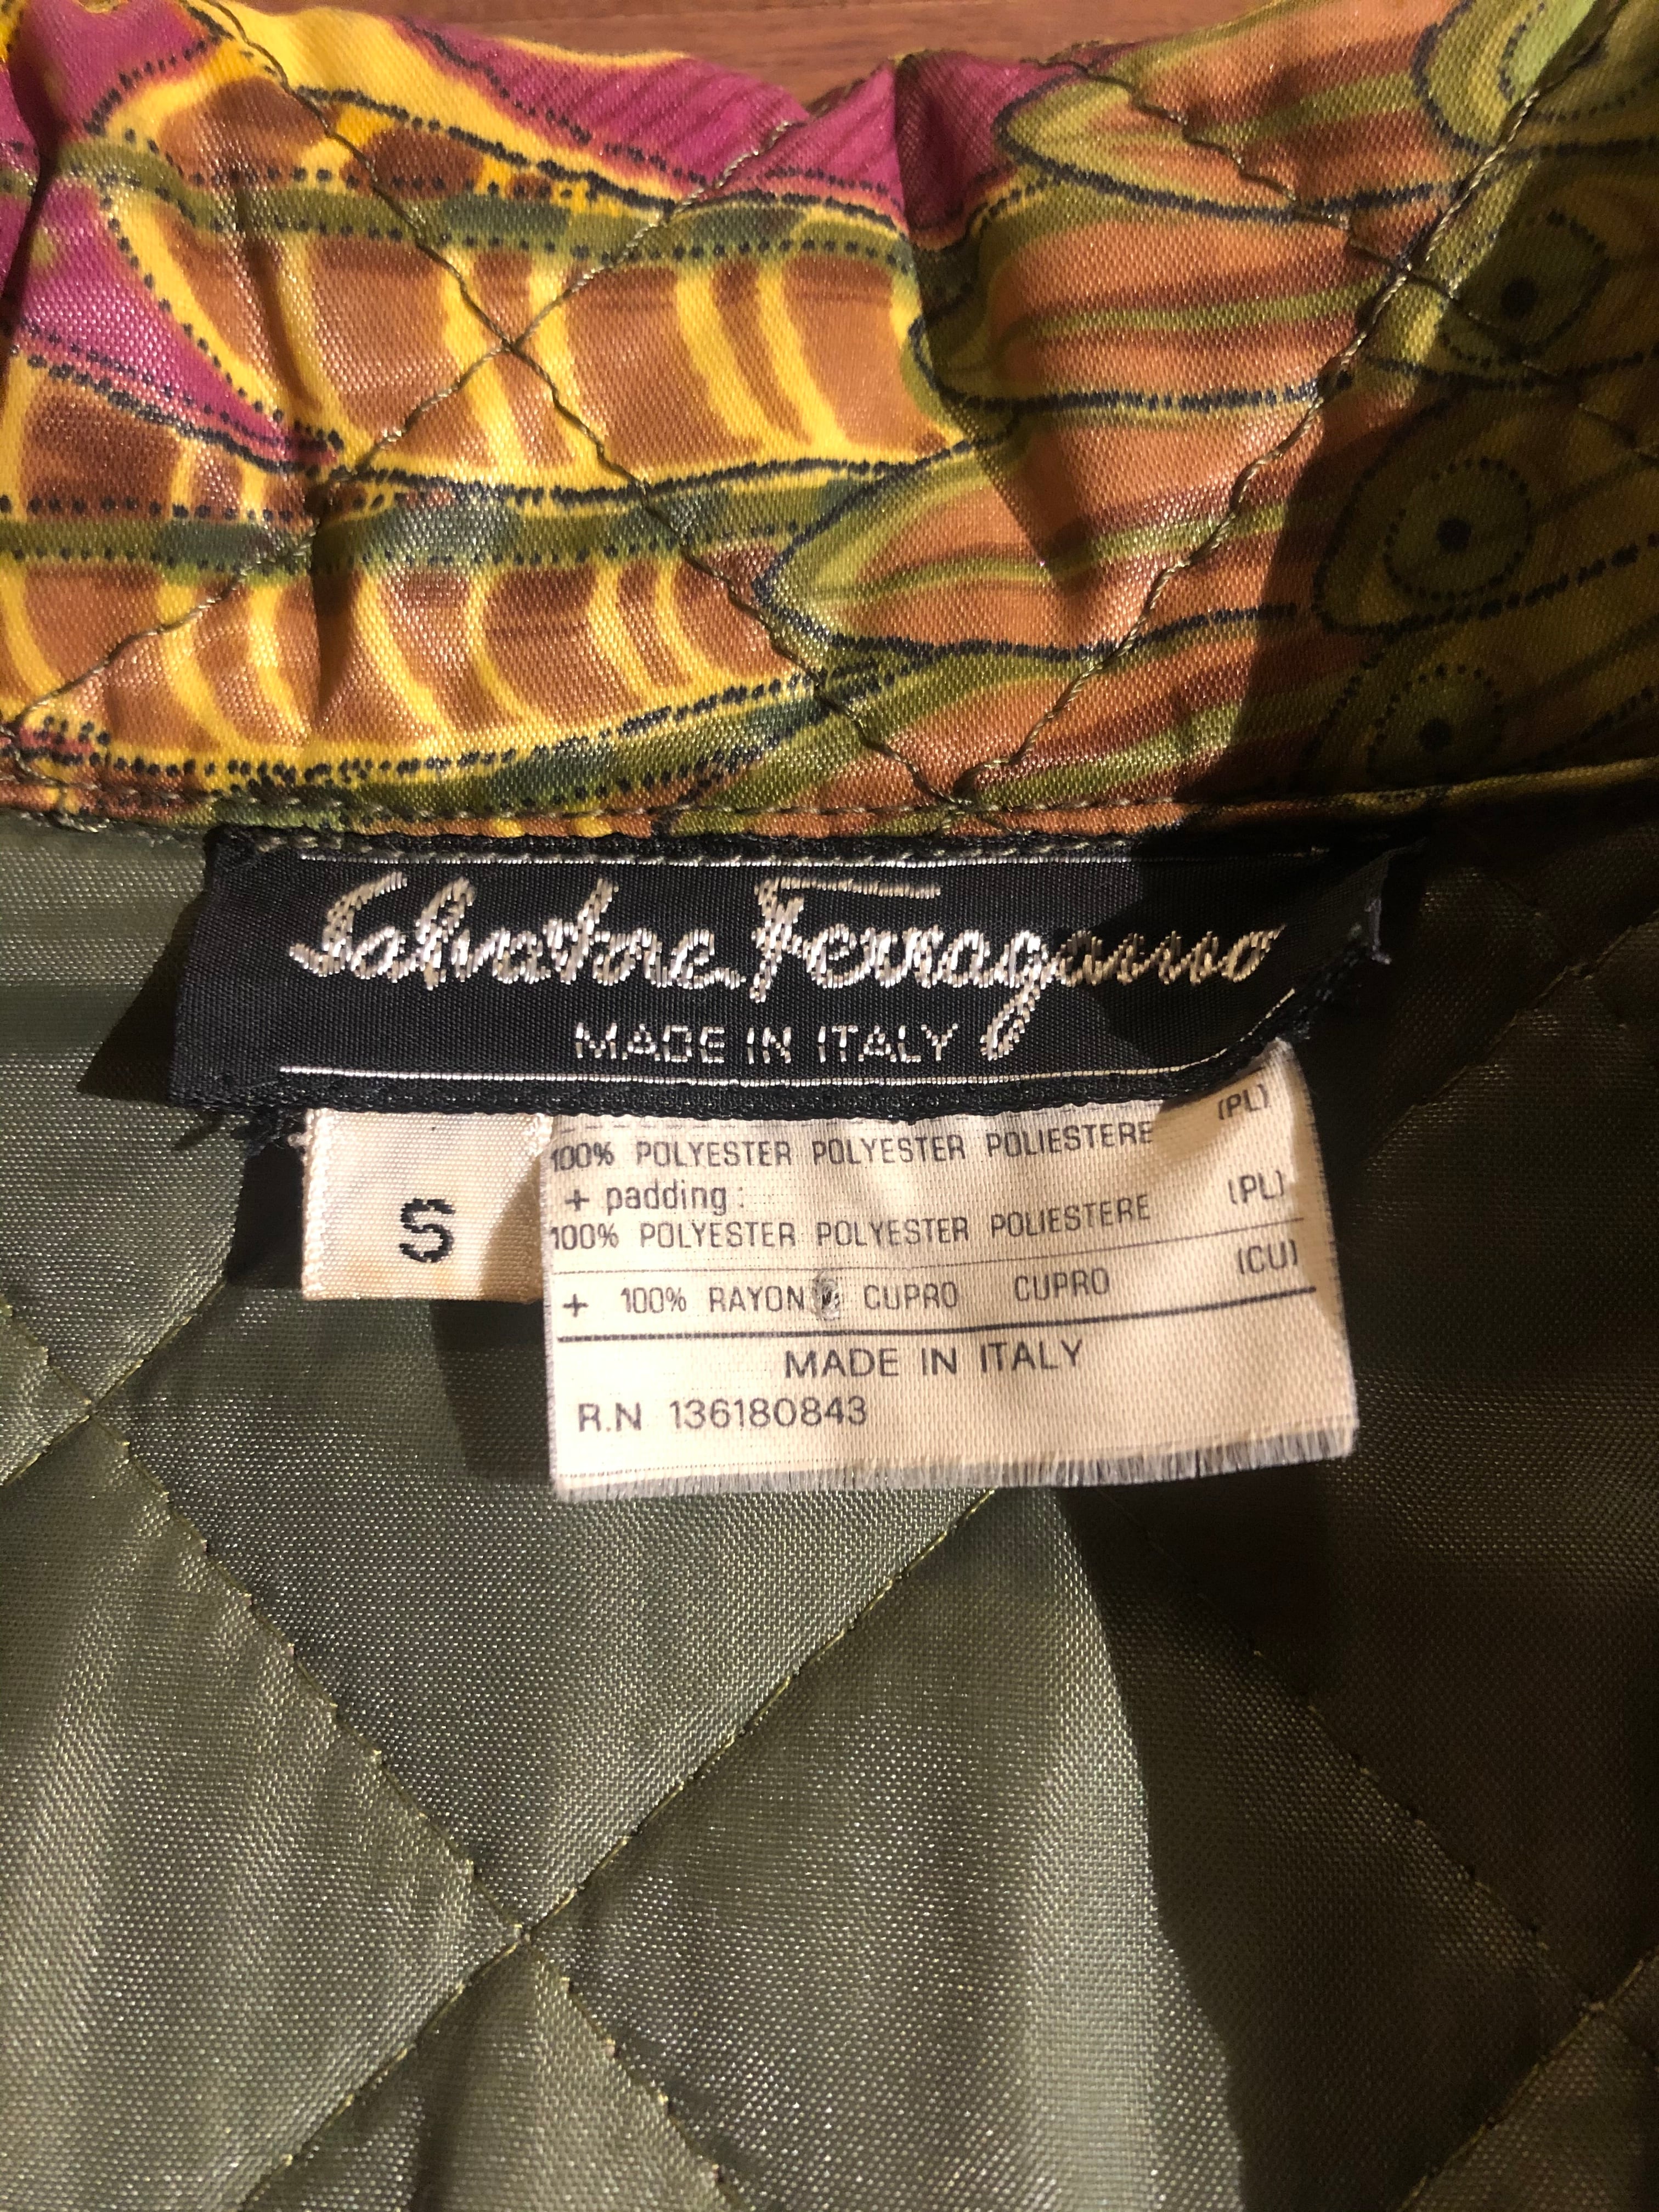 Salvatore Ferragamo
MADE IN ITALY
S
(PL)
100% POLYESTER POLYESTER POLIESTERE
+ padding:
100% POLYESTER POLYESTER POLIESTERE (PL)
+ 100% RAYON CUPRO CUPRO (CU)
MADE IN ITALY
R.N 136180843